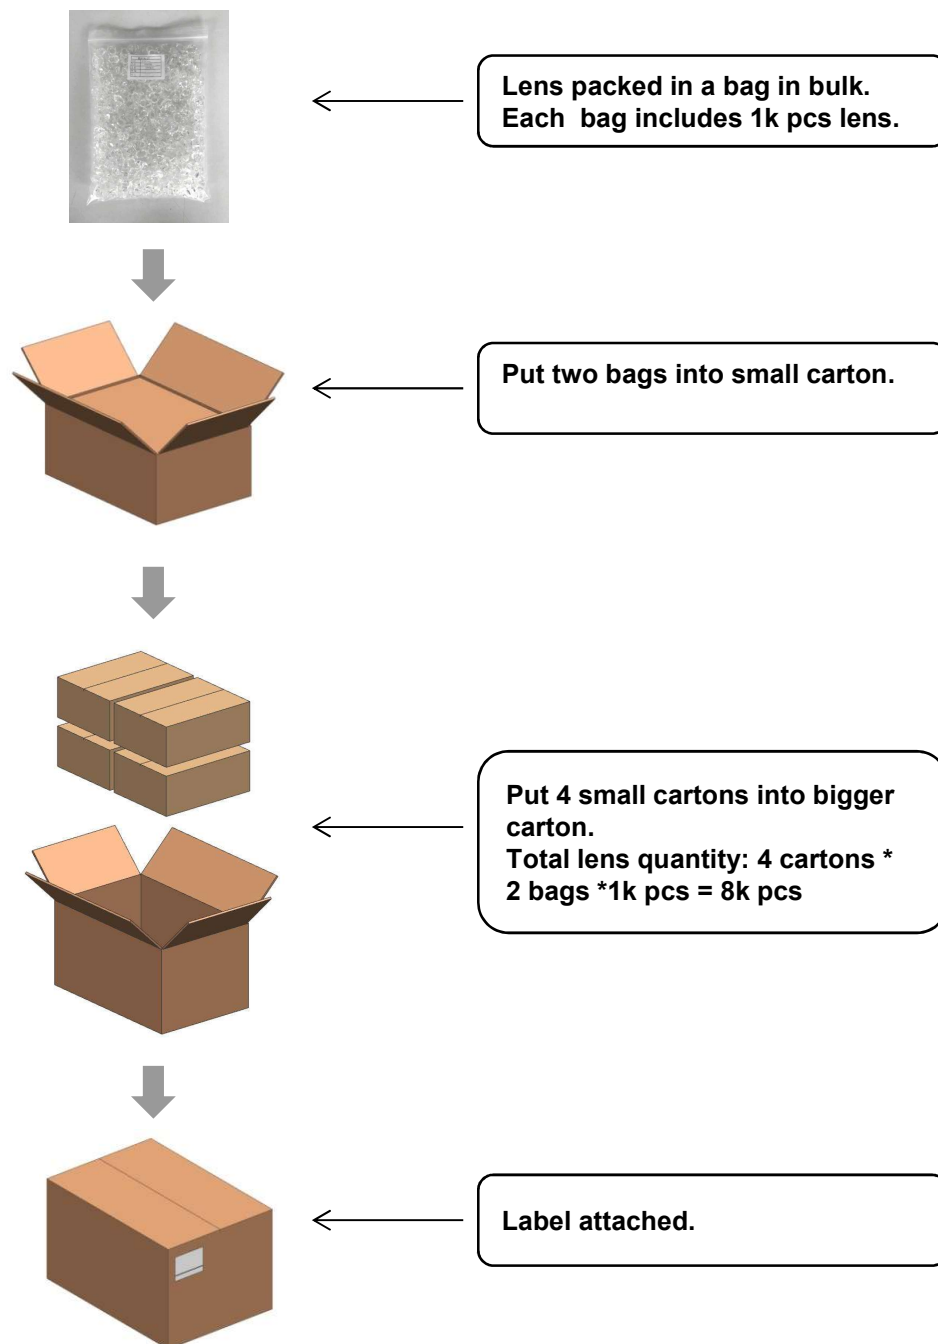 Lens packed in a bag in bulk.
Each  bag includes 1k pcs lens.
Put two bags into small carton.
Put 4 small cartons into bigger
carton.
Total lens quantity: 4 cartons *
2 bags *1k pcs = 8k pcs
Label attached.